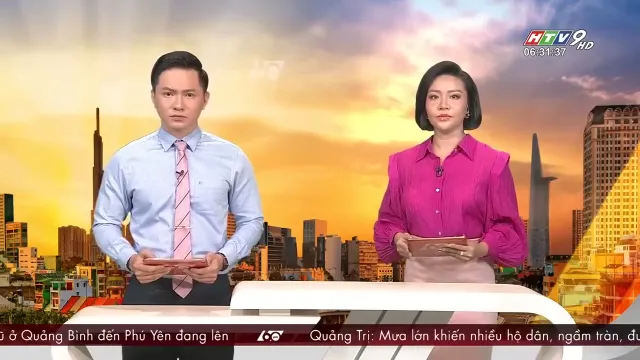 HTV9 HD
06:31:37
ũ ở Quảng Bình đến Phú Yên đang lên 60 Quảng Trị: Mưa lớn khiến nhiều hộ dân, ngầm tràn, đư